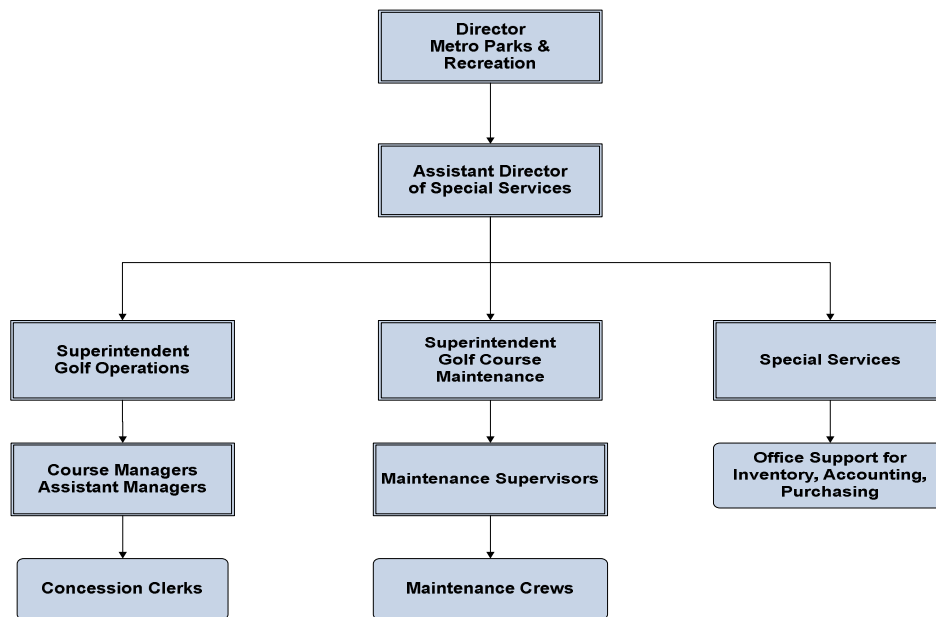 Director
Metro Parks &
Recreation
Assistant Director
of Special Services
Superintendent
Golf Operations
Superintendent
Golf Course
Maintenance
Special Services
Course Managers
Assistant Managers
Maintenance Supervisors
Office Support for
Inventory, Accounting,
Purchasing
Concession Clerks
Maintenance Crews